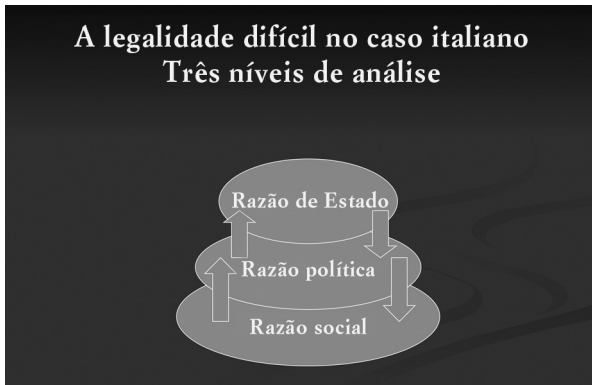 A legalidade difícil no caso italiano
Três níveis de análise
Razão de Estado
Razão política
Razão social